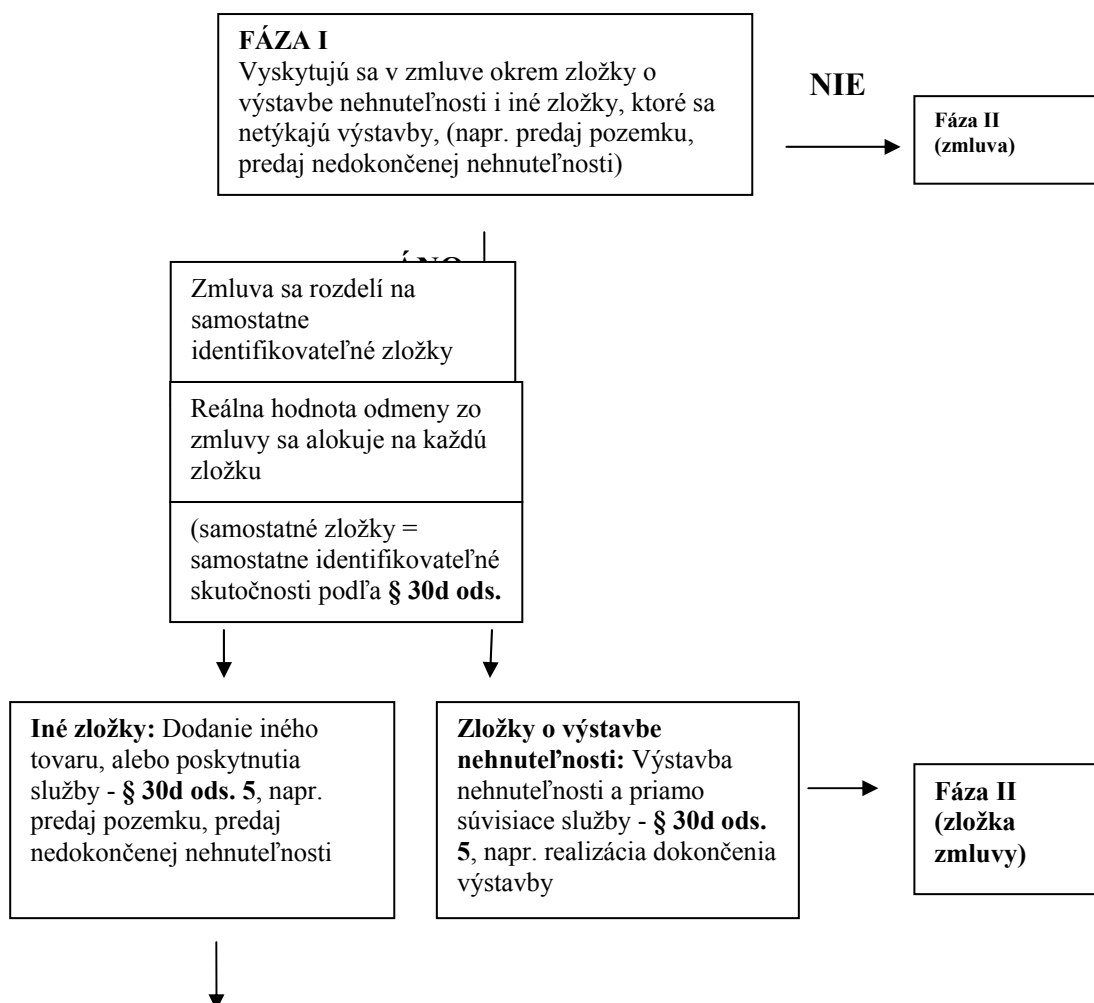 FÁZA I
Vyskytujú sa v zmluve okrem zložky o
výstavbe nehnuteľnosti i iné zložky, ktoré sa
netýkajú výstavby, (napr. predaj pozemku,
predaj nedokončenej nehnuteľnosti)
NIE
Fáza II
(zmluva)
ÁNO
Zmluva sa rozdelí na
samostatne
identifikovateľné zložky
Reálna hodnota odmeny zo
zmluvy sa alokuje na každú
zložku
(samostatné zložky =
samostatne identifikovateľné
skutočnosti podľa § 30d ods.
Iné zložky: Dodanie iného
tovaru, alebo poskytnutia
služby - § 30d ods. 5, napr.
predaj pozemku, predaj
nedokončenej nehnuteľnosti
Zložky o výstavbe
nehnuteľnosti: Výstavba
nehnuteľnosti a priamo
súvisiace služby - § 30d ods.
5, napr. realizácia dokončenia
výstavby
Fáza II
(zložka
zmluvy)